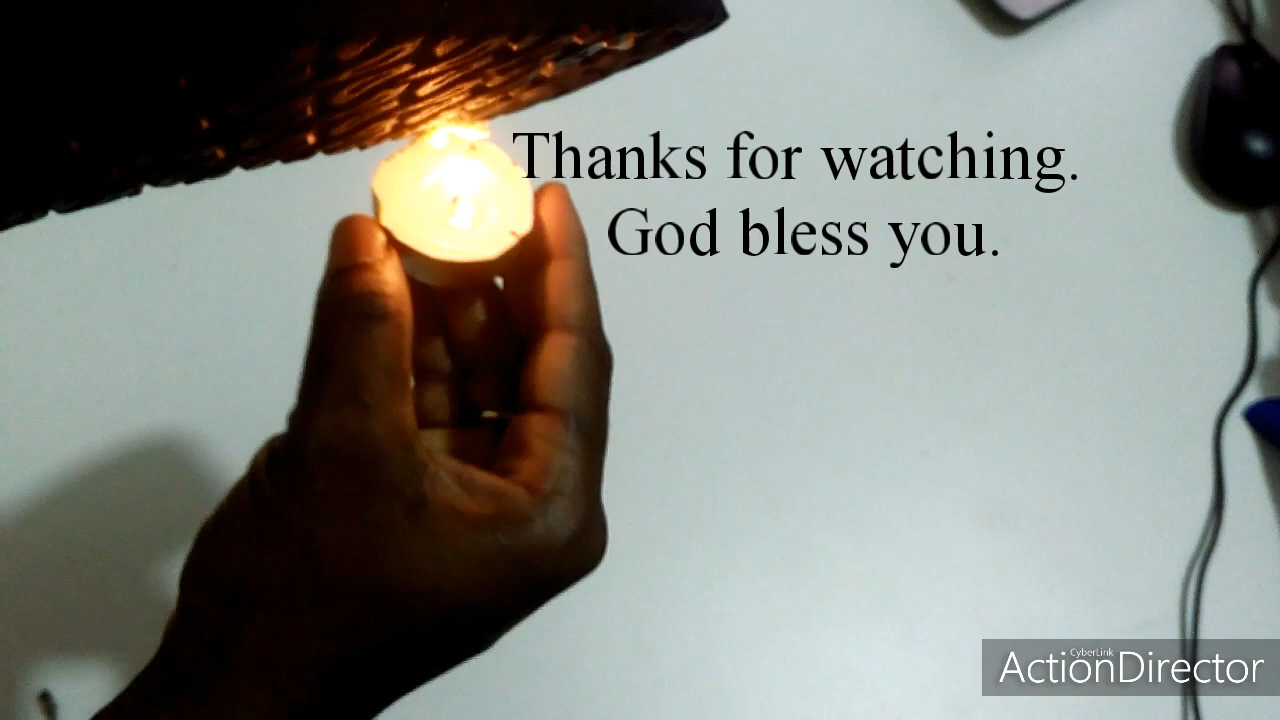 Thanks for watching.
God bless you.
CyberLink
ActionDirector